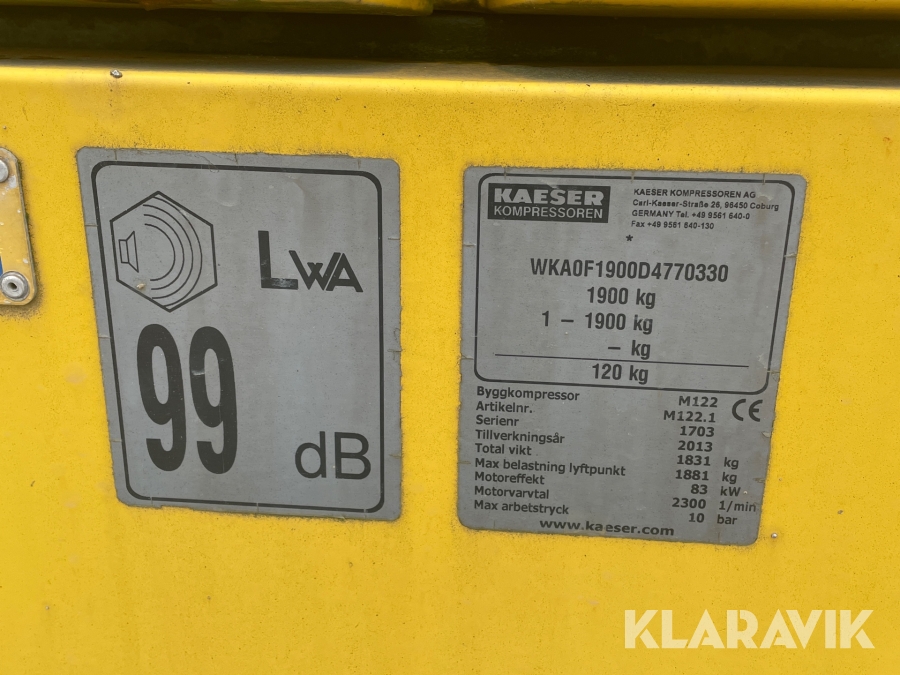 LWA
99
dB
KAESER
KOMPRESSOREN
KAESER KOMPRESSOREN AG
Carl-Kaeser-Straße 26, 96450 Coburg
GERMANY Tel. +49 9561 640-0
Fax +49 9561 640-130
*
WKA0F1900D4770330
1900 kg
1 – 1900 kg
– kg
120 kg
Byggkompressor M122
Artikelnr. M122.1
Serienr 1703
Tillverkningsår 2013
Total vikt 1831 kg
Max belastning lyftpunkt 1881 kg
Motoreffekt 83 kW
Motorvarvtal 2300 1/min
Max arbetstryck 10 bar
CE
www.kaeser.com
KLARAVIK